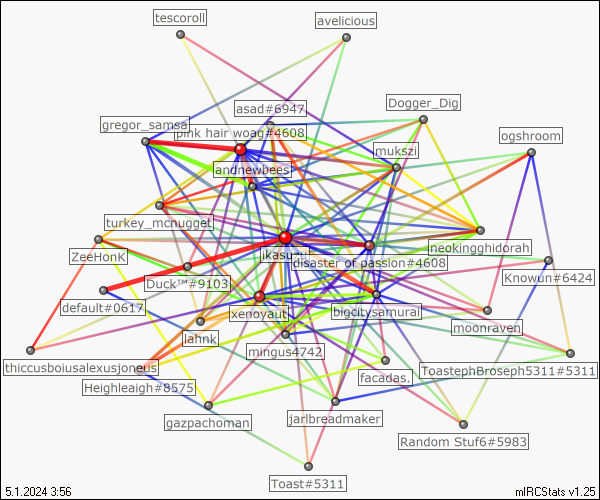 tescoroll
avelicious
asad#6947
Dogger_Dig
gregor_samsa
pink hair woag#4608
ogshroom
mukszi
andnewbees
turkey_mcnugget
neokingghidorah
ZeeHonK
jkasuzu
disaster of passion#4608
Knowun#6424
Duck™#9103
default#0617
xenoyaut
bigcitysamurai
moonraven
lahnk
mingus4742
thiccusboiusalexusjoneus
ToastephBroseph5311#5311
facadas.
Heighleaigh#8575
gazpachoman
jarlbreadmaker
Random Stuf6#5983
Toast#5311
5.1.2024 3:56
mIRCStats v1.25